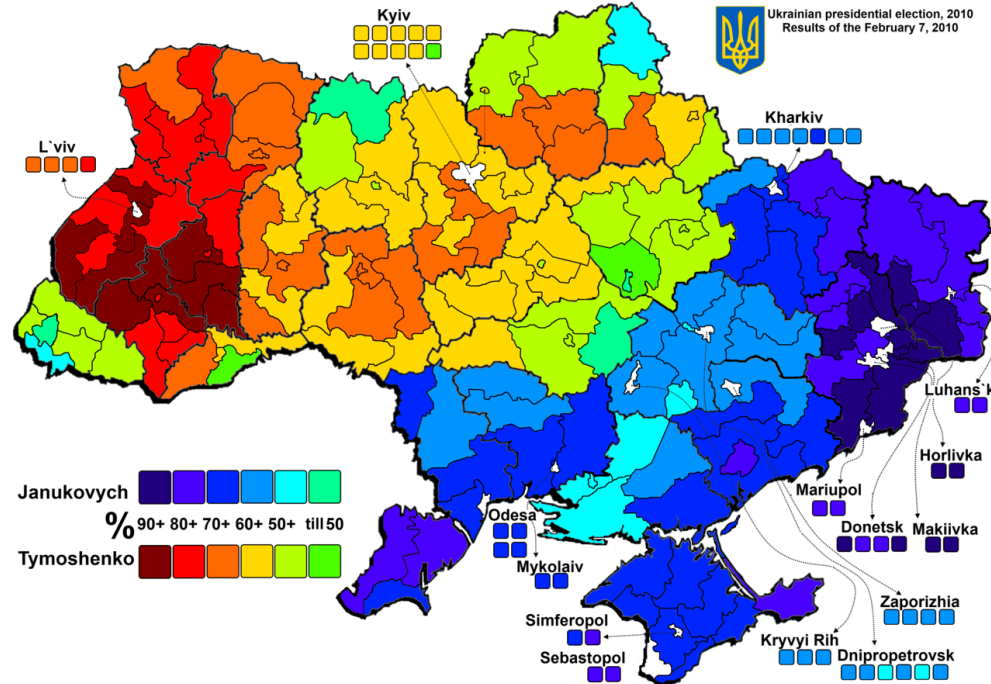 Ukrainian presidential election, 2010
Results of the February 7, 2010
Kyiv
Kharkiv
L`viv
Luhans`k
Horlivka
Mariupol
Donetsk
Makiivka
Odesa
Mykolaiv
Zaporizhia
Simferopol
Kryvyi Rih
Dnipropetrovsk
Sebastopol
Janukovych
% 90+ 80+ 70+ 60+ 50+ till 50
Tymoshenko